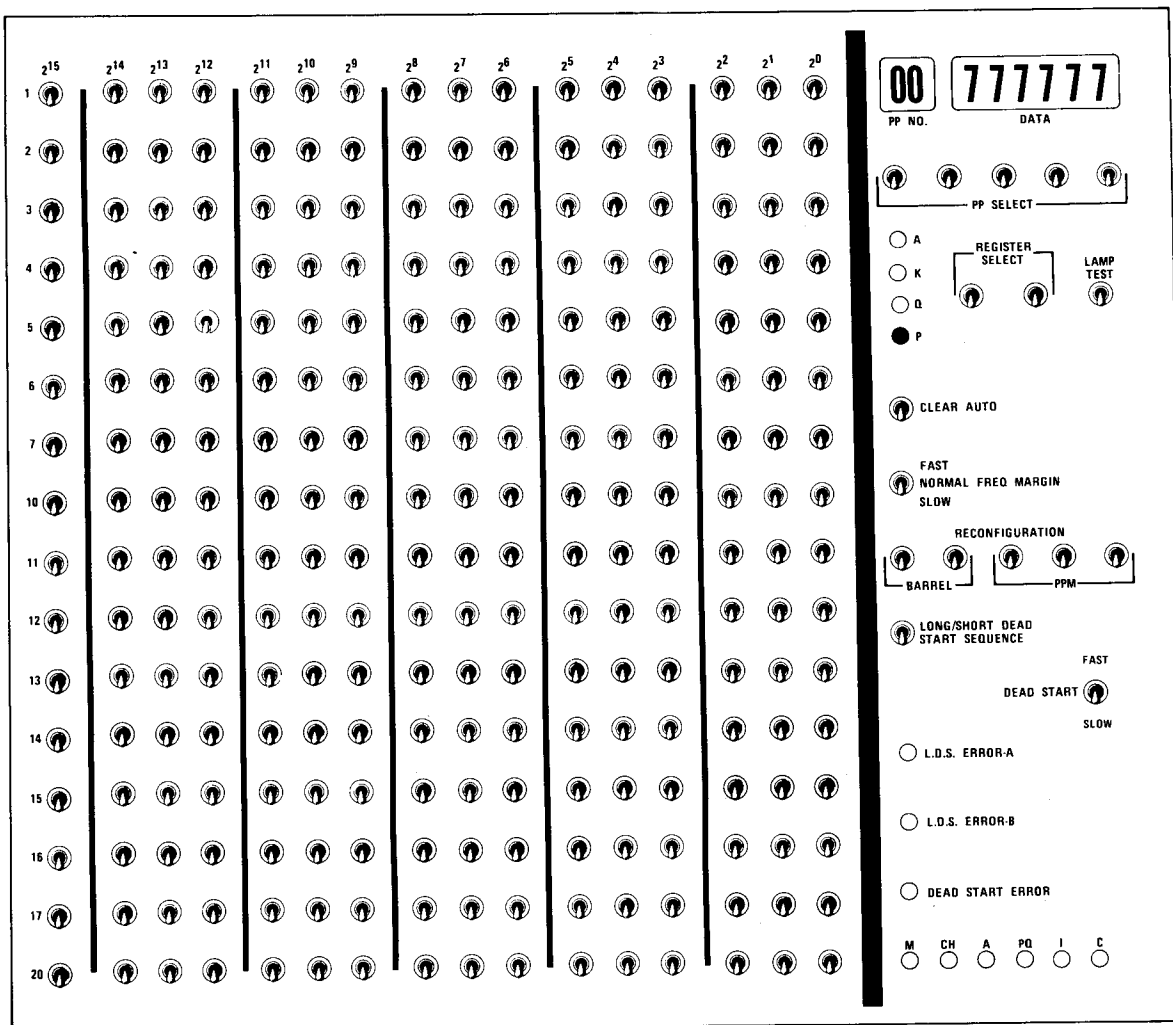 2^15 2^14 2^13 2^12 2^11 2^10 2^9 2^8 2^7 2^6 2^5 2^4 2^3 2^2 2^1 2^0
1
2
3
4
5
6
7
10
11
12
13
14
15
16
17
20
00 777777
PP NO. DATA
PP SELECT
A
K
Q
P
REGISTER
SELECT
LAMP
TEST
CLEAR AUTO
FAST
NORMAL FREQ MARGIN
SLOW
RECONFIGURATION
BARREL PPM
LONG/SHORT DEAD
START SEQUENCE
FAST
DEAD START
SLOW
L.D.S. ERROR-A
L.D.S. ERROR-B
DEAD START ERROR
M CH A PQ I C